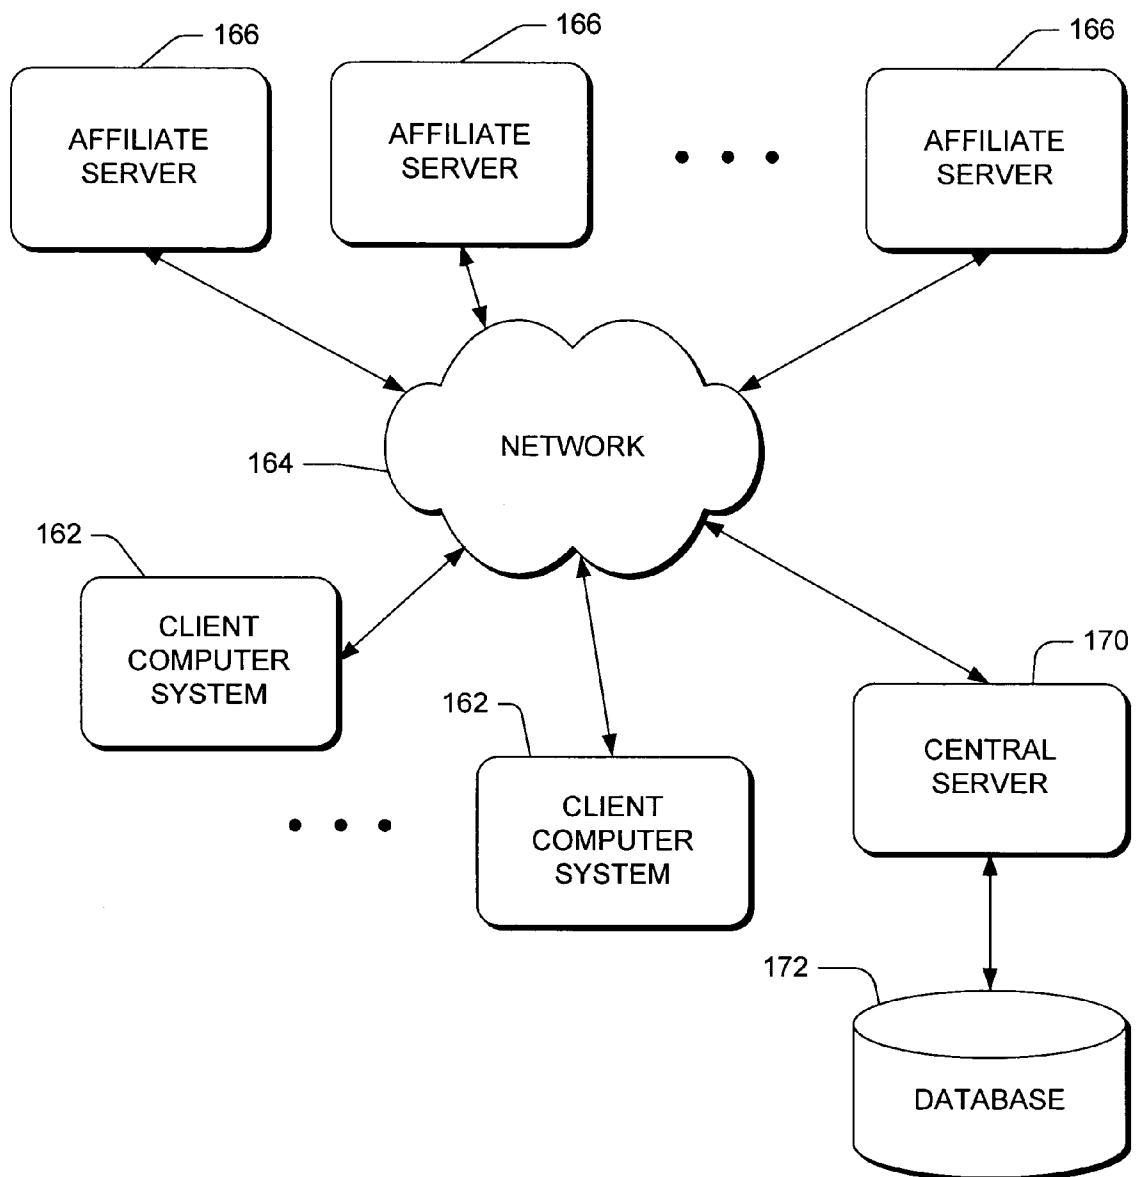 166
166
166
AFFILIATE
SERVER
AFFILIATE
SERVER
AFFILIATE
SERVER
NETWORK
164
162
CLIENT
COMPUTER
SYSTEM
170
162
CENTRAL
SERVER
CLIENT
COMPUTER
SYSTEM
172
DATABASE